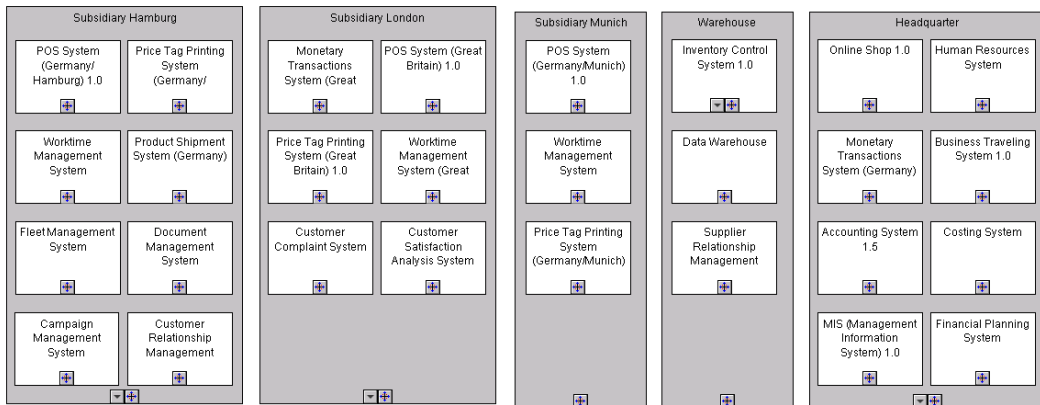 Subsidiary Hamburg
POS System
(Germany/
Hamburg) 1.0
Price Tag Printing
System
(Germany/
Worktime
Management
System
Product Shipment
System (Germany)
Fleet Management
System
Document
Management
System
Campaign
Management
System
Customer
Relationship
Management
Subsidiary London
Monetary
Transactions
System (Great
POS System (Great
Britain) 1.0
Price Tag Printing
System (Great
Britain) 1.0
Worktime
Management
System (Great
Customer
Complaint System
Customer
Satisfaction
Analysis System
Subsidiary Munich
POS System
(Germany/Munich)
1.0
Worktime
Management
System
Price Tag Printing
System
(Germany/Munich)
Warehouse
Inventory Control
System 1.0
Data Warehouse
Supplier
Relationship
Management
Headquarter
Online Shop 1.0
Human Resources
System
Monetary
Transactions
System (Germany)
Business Traveling
System 1.0
Accounting System
1.5
Costing System
MIS (Management
Information
System) 1.0
Financial Planning
System